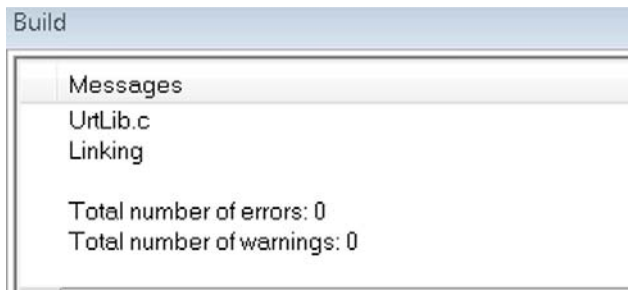 Build
Messages
UrtLib.c
Linking
Total number of errors: 0
Total number of warnings: 0